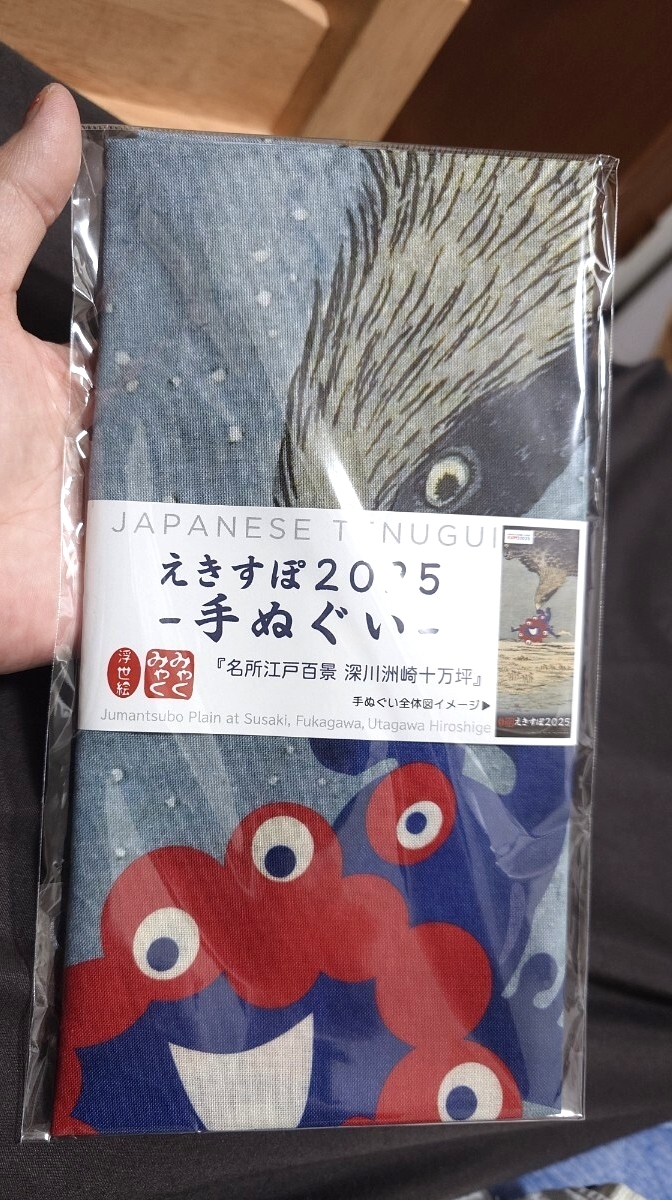 JAPANESE TENUGUI
えきすぽ2025
-手ぬぐい-
浮世絵
みゃく
みゃく
『名所江戸百景 深川洲崎十万坪』
手ぬぐい全体図イメージ▶
Jumantsubo Plain at Susaki, Fukagawa, Utagawa Hiroshige
えきすぽ2025